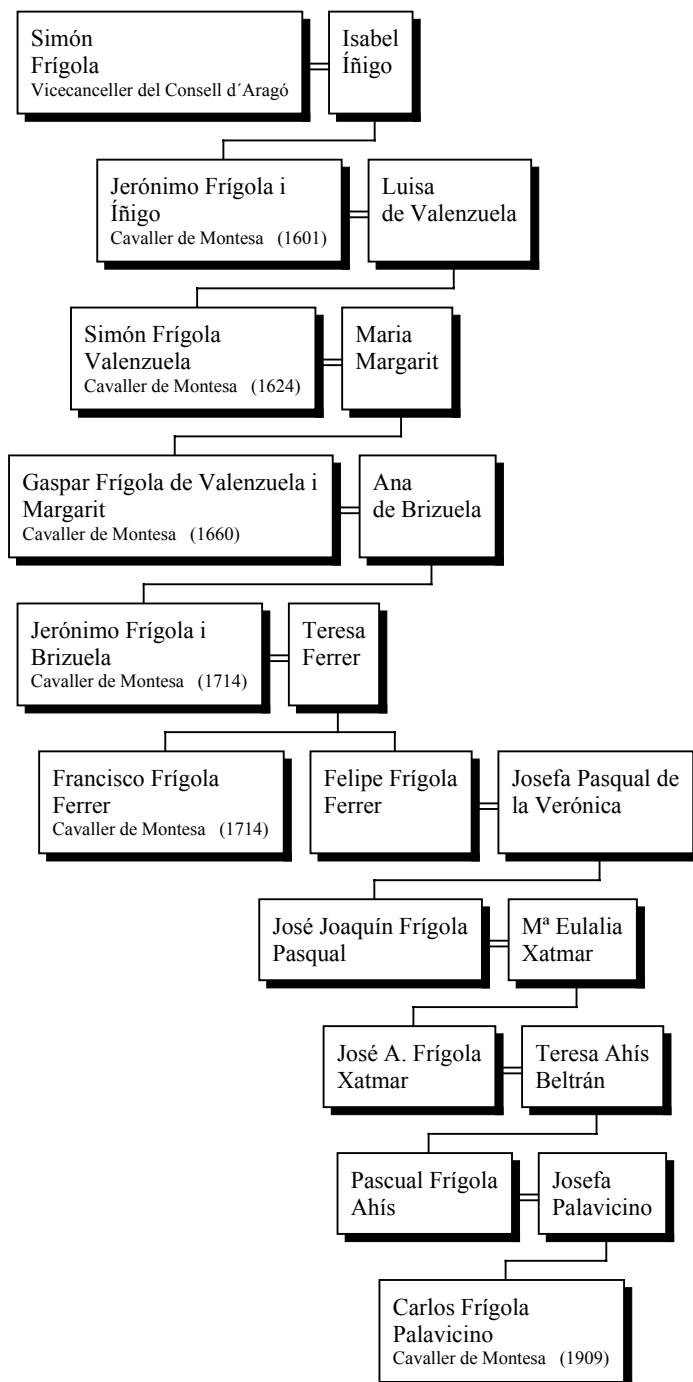 Simón
Frígola
Vicecanceller del Consell d´Aragó
Isabel
Íñigo
Jerónimo Frígola i
Íñigo
Cavaller de Montesa (1601)
Luisa
de Valenzuela
Simón Frígola
Valenzuela
Cavaller de Montesa (1624)
Maria
Margarit
Gaspar Frígola de Valenzuela i
Margarit
Cavaller de Montesa (1660)
Ana
de Brizuela
Jerónimo Frígola i
Brizuela
Cavaller de Montesa (1714)
Teresa
Ferrer
Francisco Frígola
Ferrer
Cavaller de Montesa (1714)
Felipe Frígola
Ferrer
Josefa Pasqual de
la Verónica
José Joaquín Frígola
Pasqual
Mª Eulalia
Xatmar
José A. Frígola
Xatmar
Teresa Ahís
Beltrán
Pascual Frígola
Ahís
Josefa
Palavicino
Carlos Frígola
Palavicino
Cavaller de Montesa (1909)